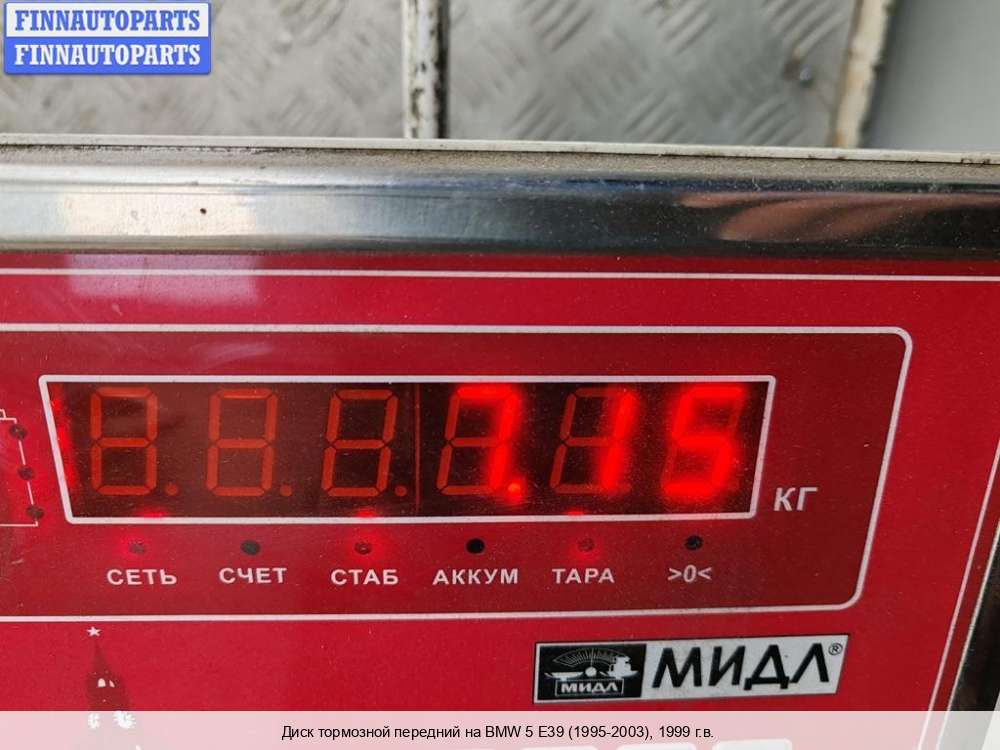 FINNAUTOPARTS
FINNAUTOPARTS
7.15
КГ
СЕТЬ СЧЕТ СТАБ АККУМ ТАРА >0<
МИДЛ МИДЛ®
Диск тормозной передний на BMW 5 E39 (1995-2003), 1999 г.в.